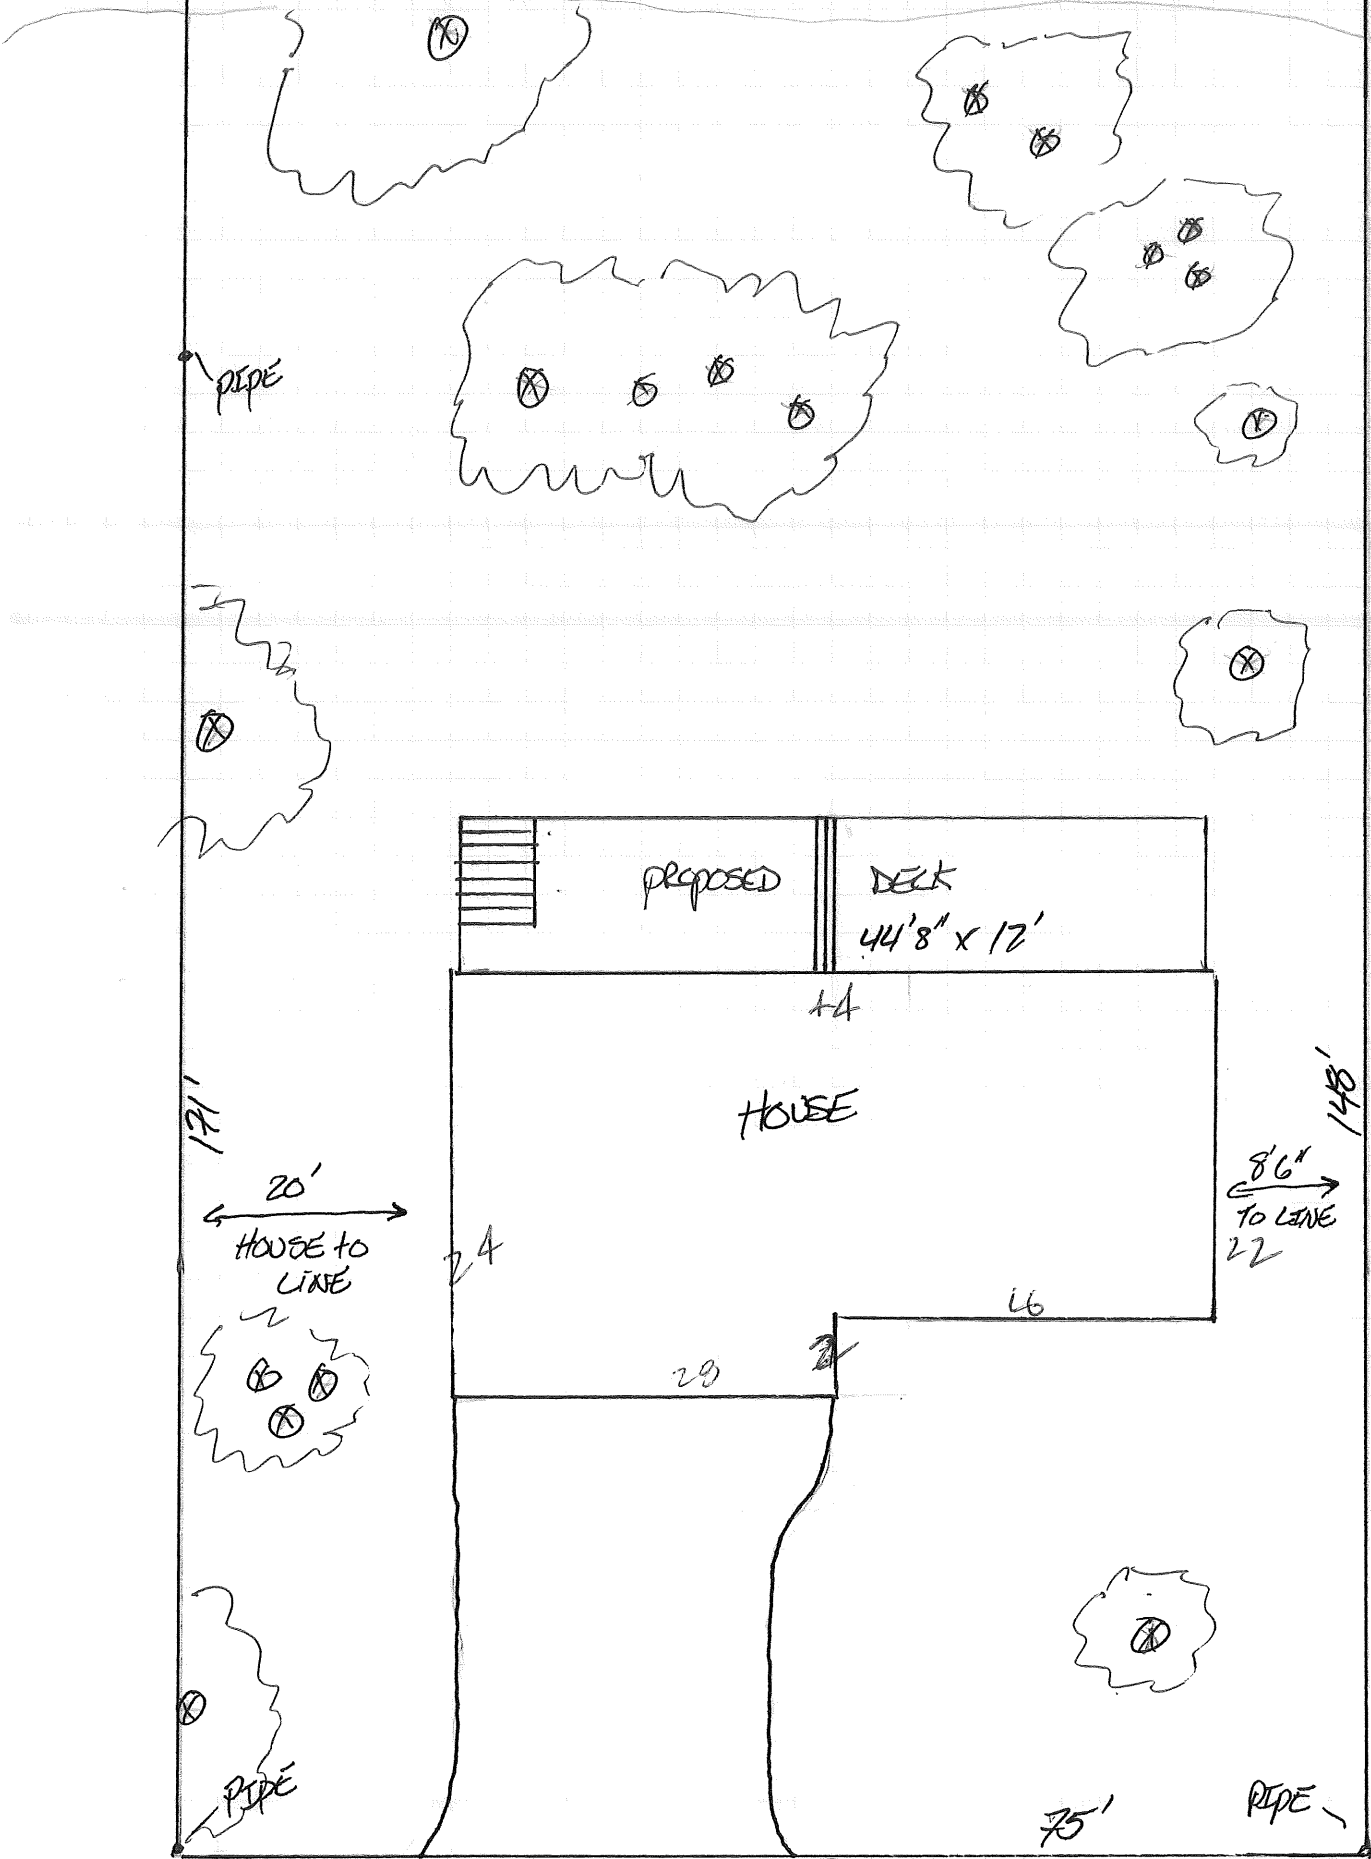 PIPE
PROPOSED DECK
44'8" x 12'
44
HOUSE
171'
148'
20'
HOUSE TO
LINE
8'6"
TO LINE
22
24
28
PIPE
75'
PIPE